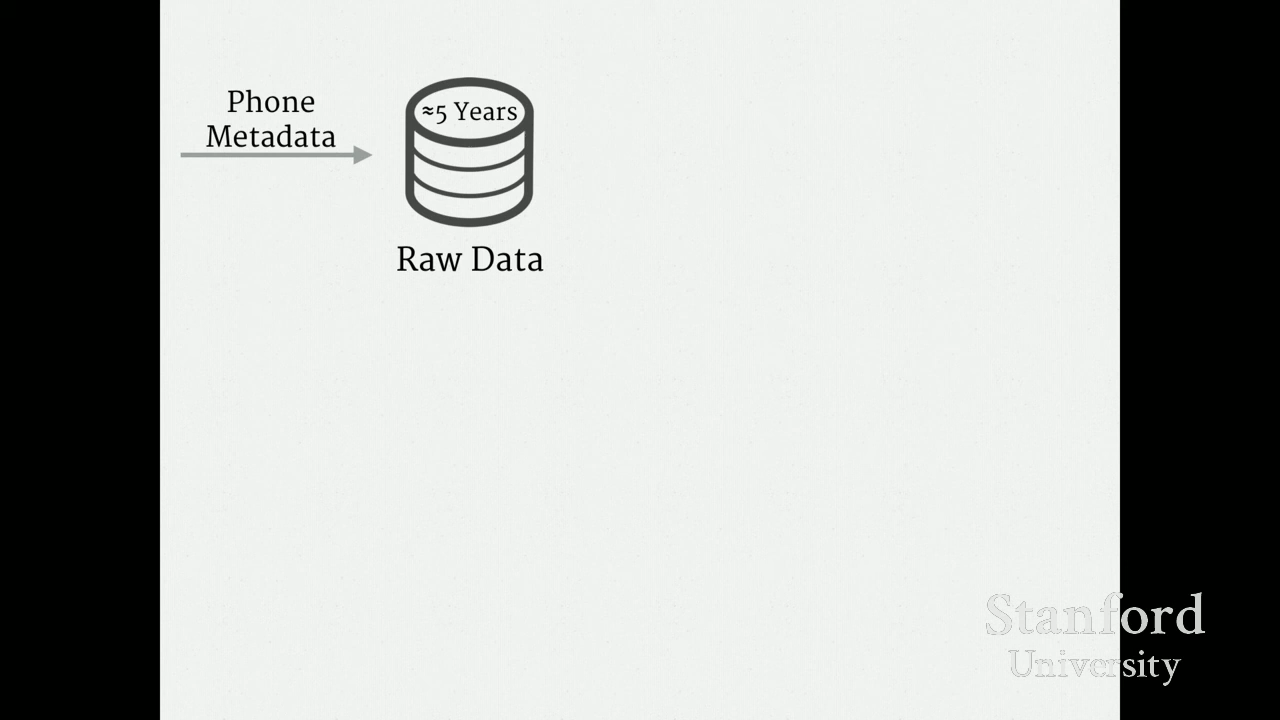 Phone
Metadata
≈5 Years
Raw Data
Stanford
University